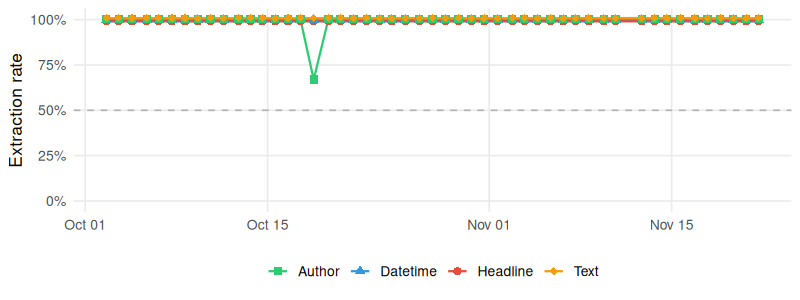 Extraction rate
100%
75%
50%
25%
0%
Oct 01 Oct 15 Nov 01 Nov 15
Author Datetime Headline Text